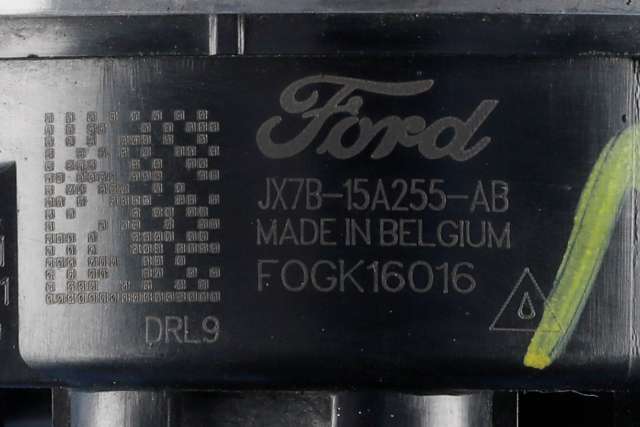 Ford
JX7B-15A255-AB
MADE IN BELGIUM
FOGK16016
DRL9